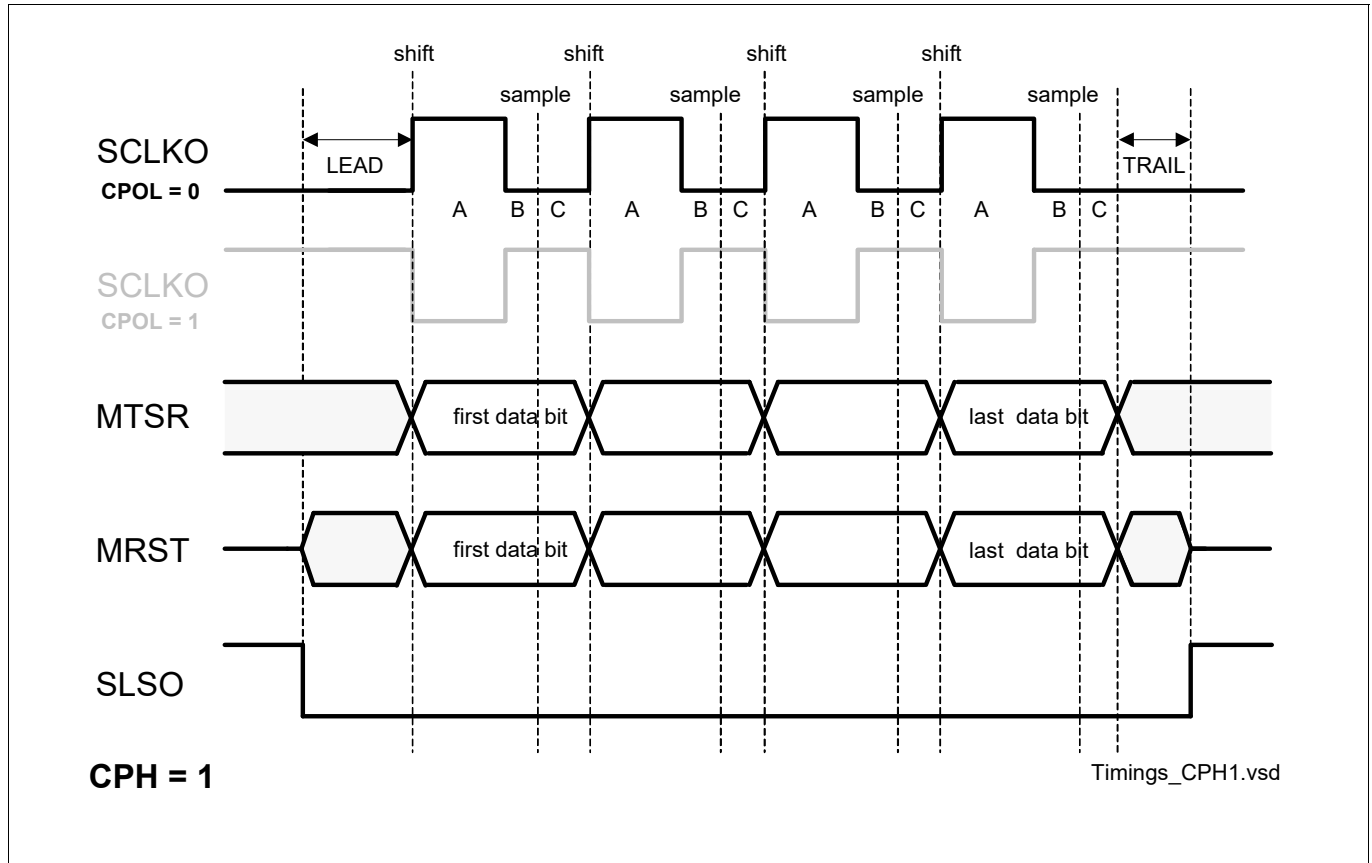 shift shift shift shift
sample sample sample sample
SCLKO
CPOL = 0
LEAD
TRAIL
A B C A B C A B C A B C
SCLKO
CPOL = 1
MTSR
first data bit
last data bit
MRST
first data bit
last data bit
SLSO
CPH = 1
Timings_CPH1.vsd